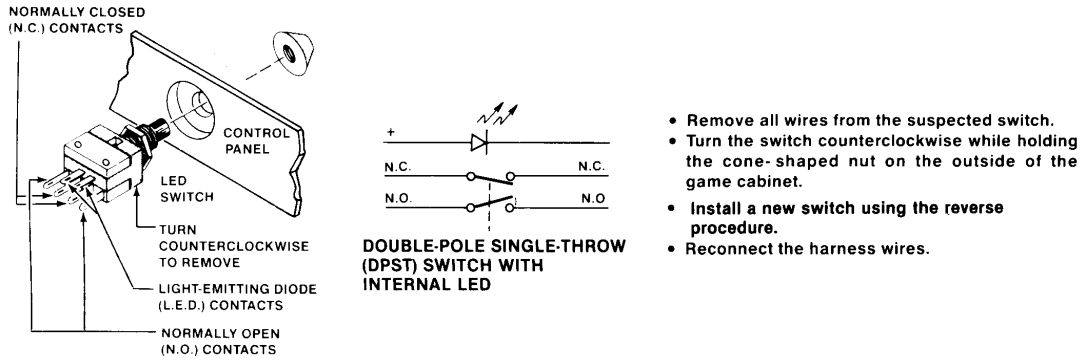 NORMALLY CLOSED
(N.C.) CONTACTS
CONTROL
PANEL
LED
SWITCH
TURN
COUNTERCLOCKWISE
TO REMOVE
LIGHT-EMITTING DIODE
(L.E.D.) CONTACTS
NORMALLY OPEN
(N.O.) CONTACTS
+
N.C. N.C.
N.O. N.O
DOUBLE-POLE SINGLE-THROW
(DPST) SWITCH WITH
INTERNAL LED
• Remove all wires from the suspected switch.
• Turn the switch counterclockwise while holding
the cone-shaped nut on the outside of the
game cabinet.
• Install a new switch using the reverse
procedure.
• Reconnect the harness wires.